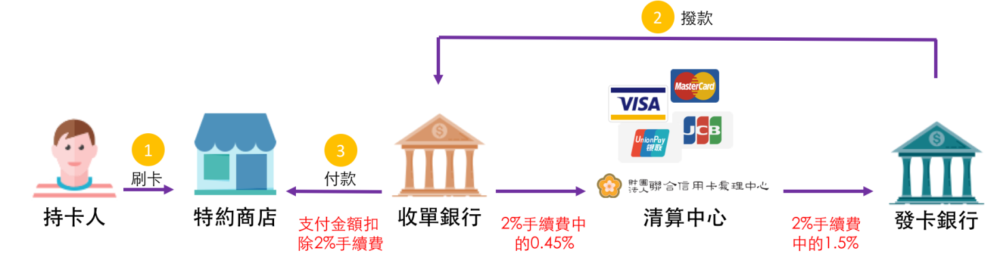 2 撥款
MasterCard
VISA
JCB
UnionPay
银联
1
刷卡
3
付款
財團法人聯合信用卡處理中心
持卡人
特約商店
收單銀行
清算中心
發卡銀行
支付金額扣
除2%手續費
2%手續費中
的0.45%
2%手續費
中的1.5%